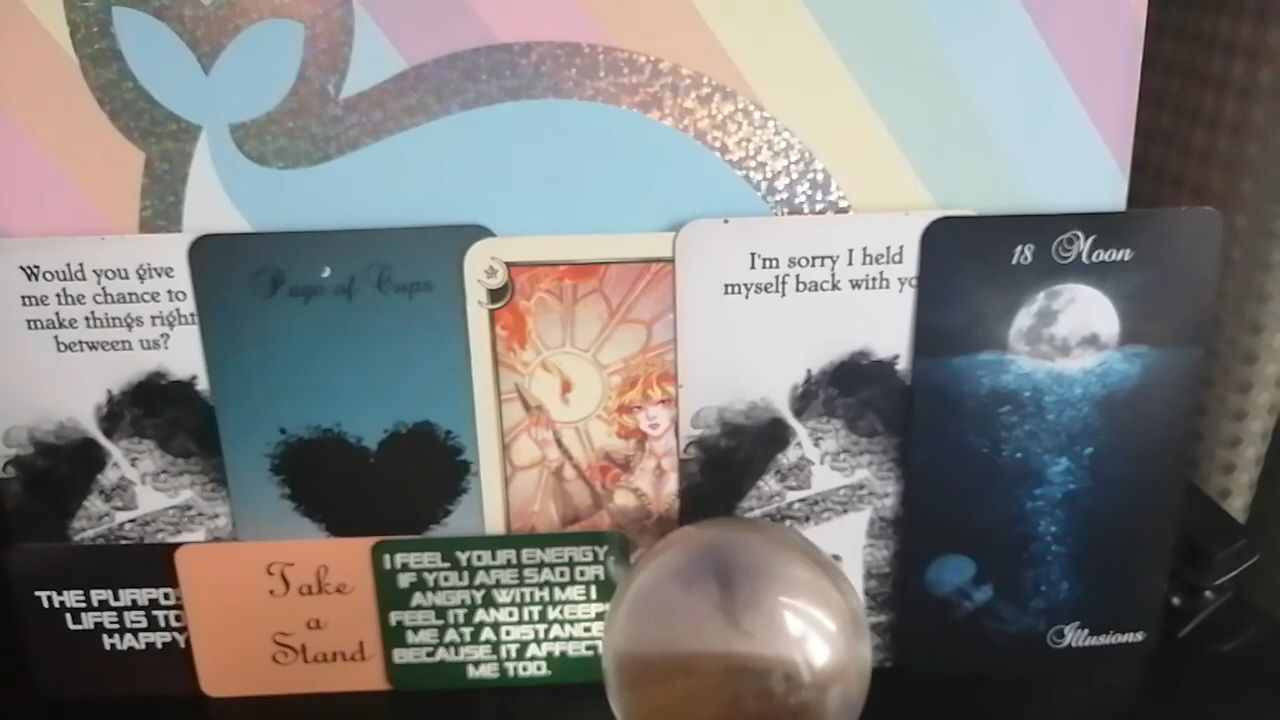 Would you give
me the chance to
make things right
between us?
Page of Cups
I'm sorry I held
myself back with
18 Moon
Illusions
THE
LIFE IS TO
HAPPY
Take
a
Stand
I FEEL YOUR ENERGY,
IF YOU ARE SAD OR
ANGRY WITH ME I
FEEL IT AND IT KEEPS
ME AT A DISTANCE
BECAUSE, IT AFFECT
ME TOO.